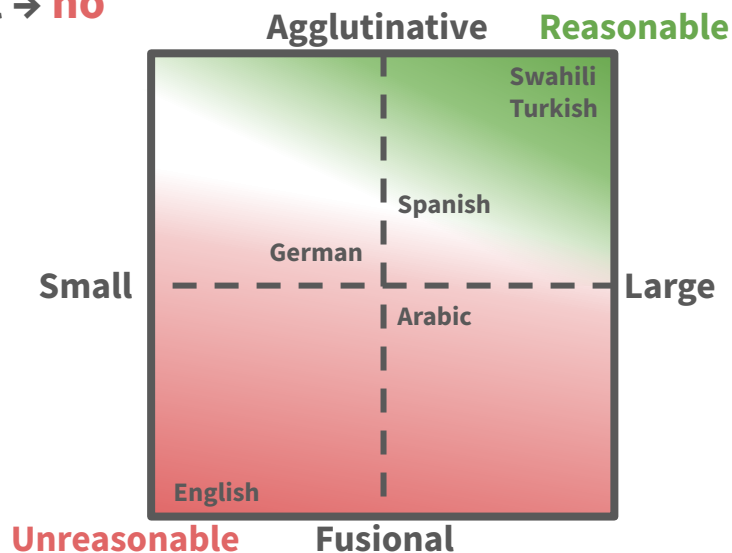 → no
Agglutinative
Reasonable
Swahili
Turkish
Spanish
German
Small
Large
Arabic
English
Unreasonable
Fusional